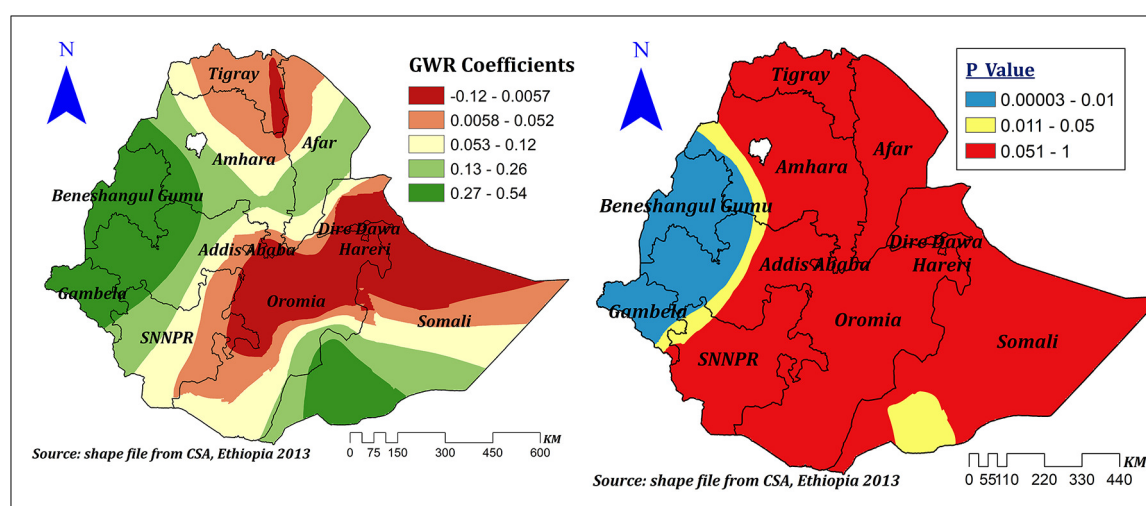 N
GWR Coefficients
-0.12 - 0.0057
0.0058 - 0.052
0.053 - 0.12
0.13 - 0.26
0.27 - 0.54
Tigray
Afar
Amhara
Beneshangul Gumu
Dire Dawa
Addis Ababa
Hareri
Gambela
Oromia
Somali
SNNPR
KM
0 75 150 300 450 600
Source: shape file from CSA, Ethiopia 2013
N
P_Value
0.00003 - 0.01
0.011 - 0.05
0.051 - 1
Tigray
Amhara
Afar
Beneshangul Gumu
Dire Dawa
Addis Ababa
Hareri
Gambela
Oromia
Somali
SNNPR
KM
0 55110 220 330 440
Source: shape file from CSA, Ethiopia 2013